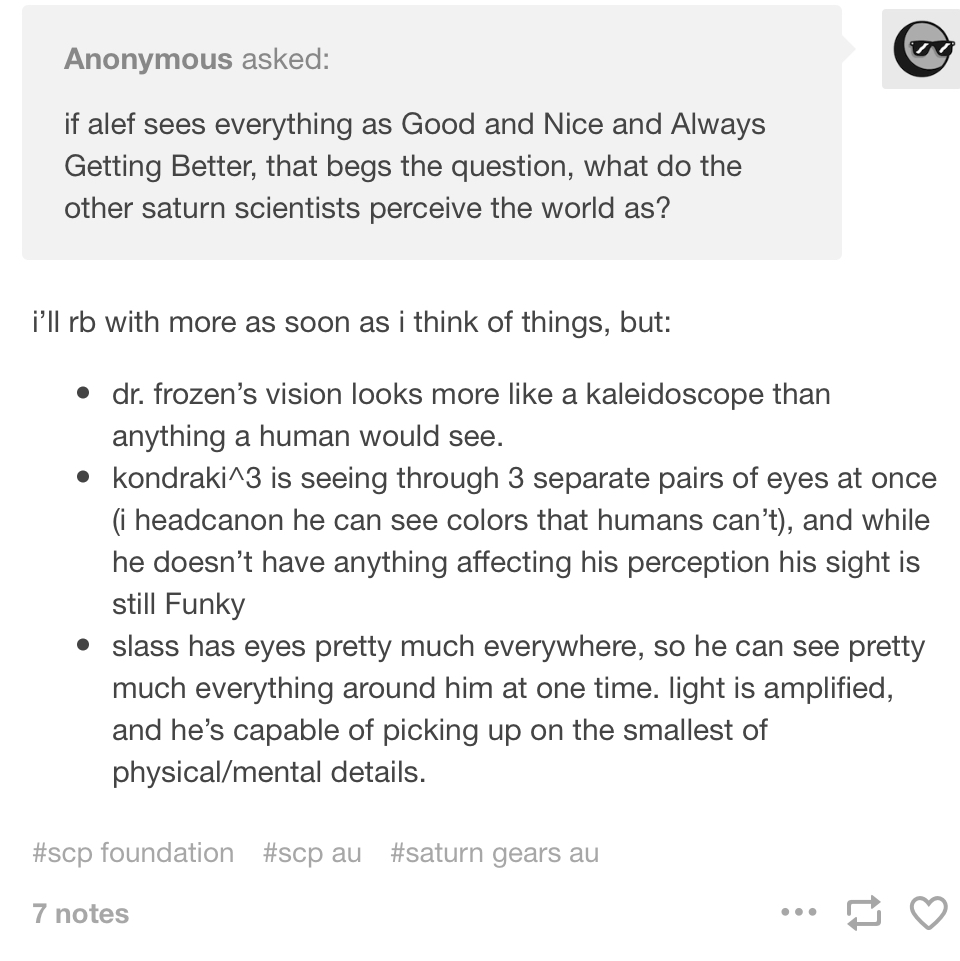 Anonymous asked:
if alef sees everything as Good and Nice and Always
Getting Better, that begs the question, what do the
other saturn scientists perceive the world as?
i’ll rb with more as soon as i think of things, but:
• dr. frozen’s vision looks more like a kaleidoscope than
anything a human would see.
• kondraki^3 is seeing through 3 separate pairs of eyes at once
(i headcanon he can see colors that humans can’t), and while
he doesn’t have anything affecting his perception his sight is
still Funky
• slass has eyes pretty much everywhere, so he can see pretty
much everything around him at one time. light is amplified,
and he’s capable of picking up on the smallest of
physical/mental details.
#scp foundation #scp au #saturn gears au
7 notes